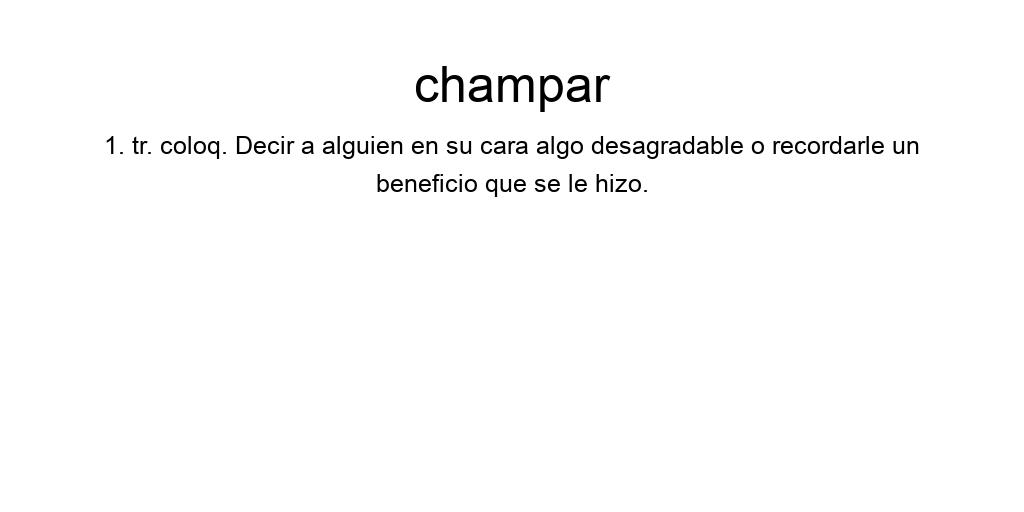 champar
1. tr. coloq. Decir a alguien en su cara algo desagradable o recordarle un
beneficio que se le hizo.